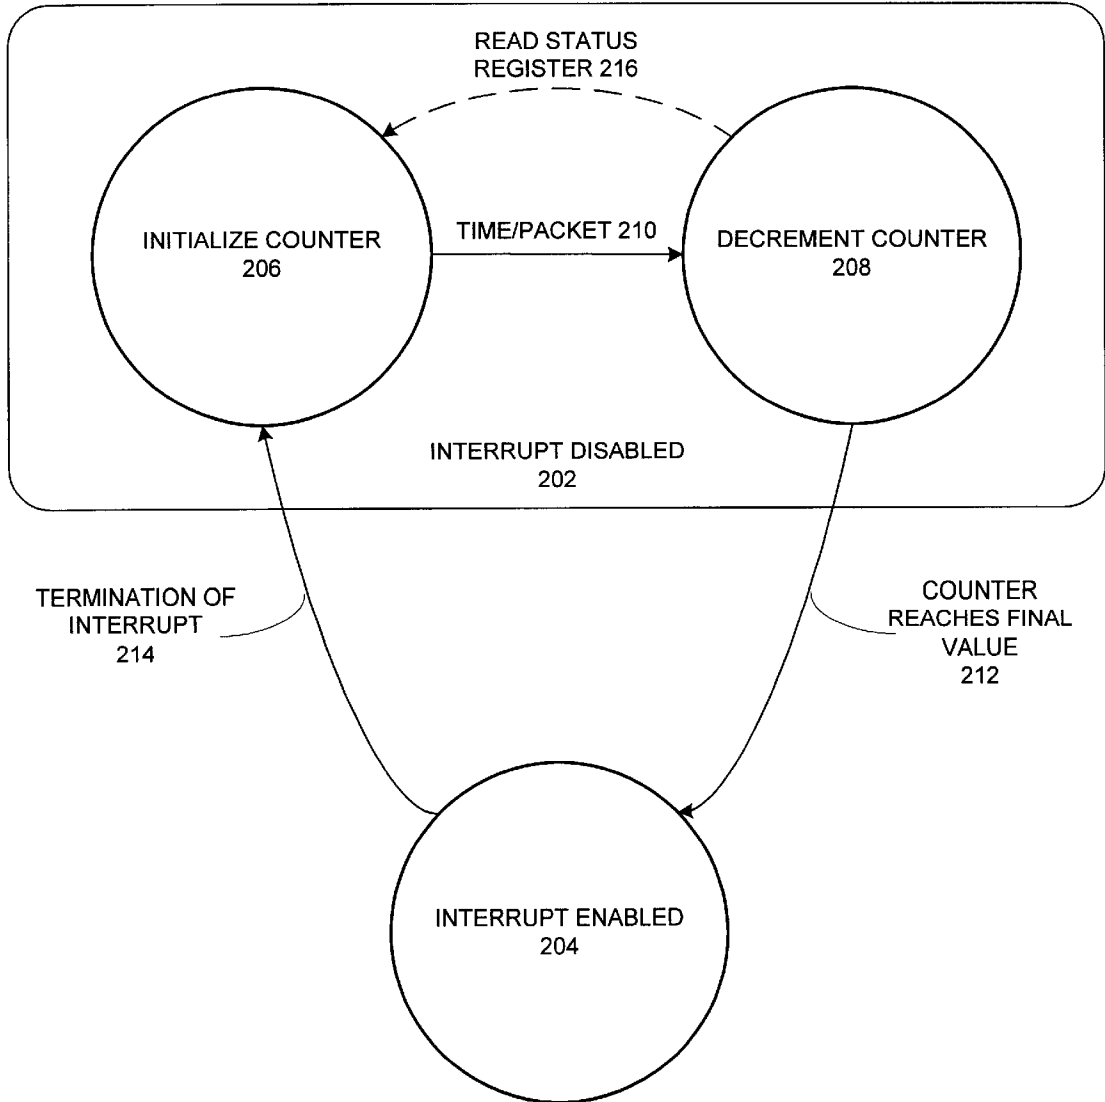 READ STATUS
REGISTER 216
INITIALIZE COUNTER
206
TIME/PACKET 210
DECREMENT COUNTER
208
INTERRUPT DISABLED
202
TERMINATION OF
INTERRUPT
214
COUNTER
REACHES FINAL
VALUE
212
INTERRUPT ENABLED
204